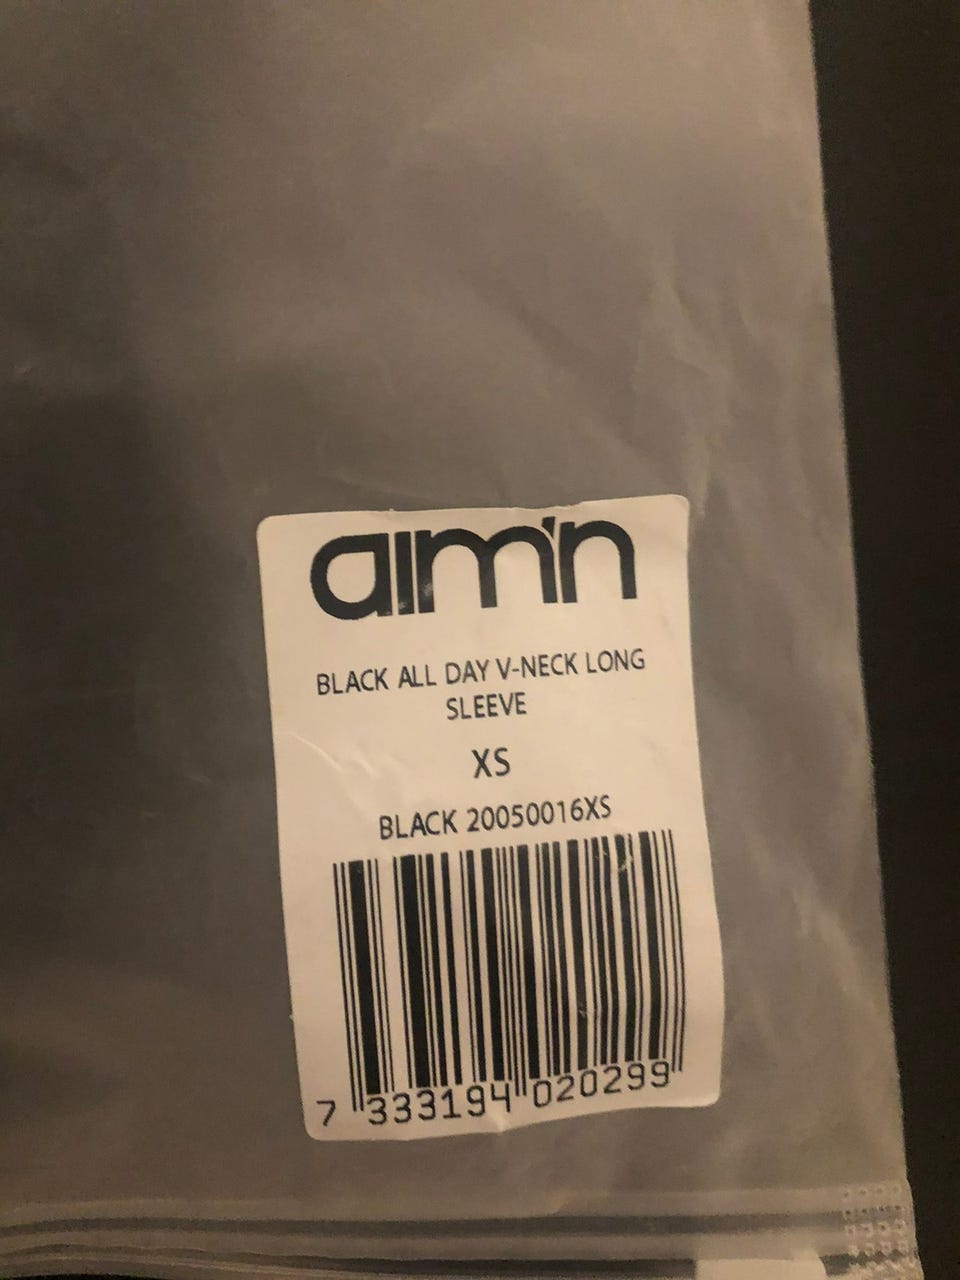 aim'n
BLACK ALL DAY V-NECK LONG
SLEEVE
XS
BLACK 20050016XS
7 333194 020299